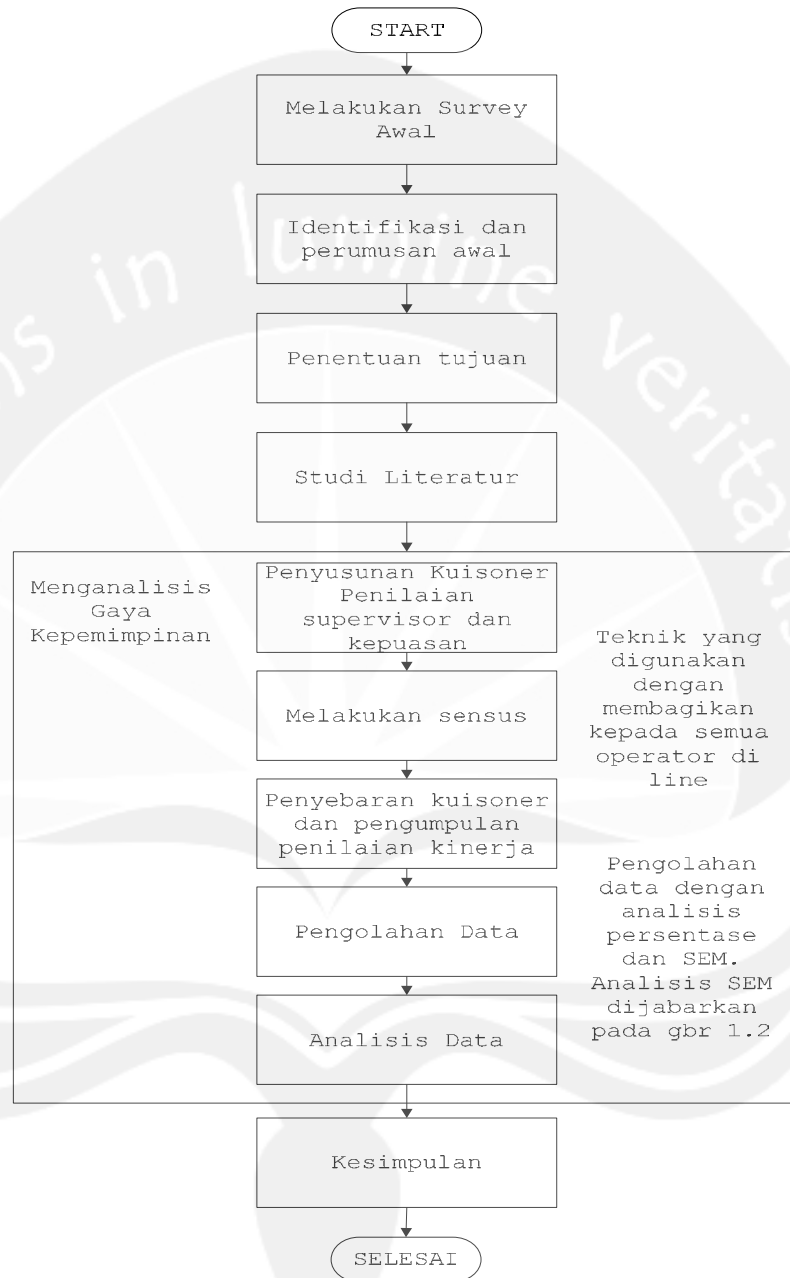 START
Melakukan Survey
Awal
Identifikasi dan
perumusan awal
Penentuan tujuan
Studi Literatur
Menganalisis
Gaya
Kepemimpinan
Penyusunan Kuisoner
Penilaian
supervisor dan
kepuasan
Melakukan sensus
Teknik yang
digunakan
dengan
membagikan
kepada semua
operator di
line
Penyebaran kuisoner
dan pengumpulan
penilaian kinerja
Pengolahan Data
Pengolahan
data dengan
analisis
persentase
dan SEM.
Analisis SEM
dijabarkan
pada gbr 1.2
Analisis Data
Kesimpulan
SELESAI
in lumine veritas